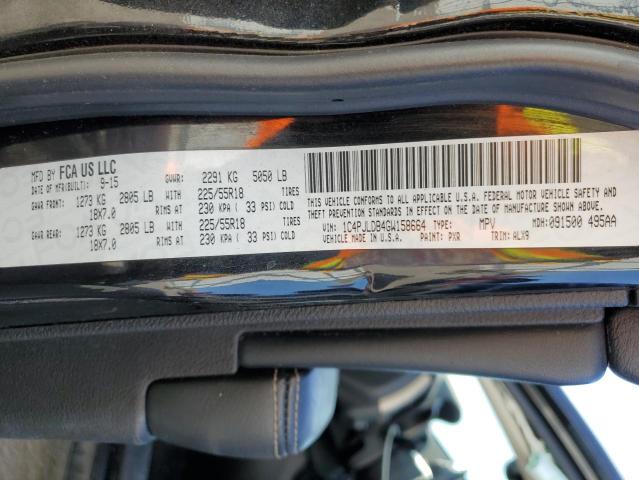 MFD BY FCA US LLC
DATE OF MFR(BUILT): 9-15 GVWR: 2291 KG 5050 LB
GAWR FRONT: 1273 KG 2805 LB WITH 225/55R18 TIRES
18X7.0 RIMS AT 230 KPA ( 33 PSI) COLD
GAWR REAR: 1273 KG 2805 LB WITH 225/55R18 TIRES
18X7.0 RIMS AT 230 KPA ( 33 PSI) COLD
THIS VEHICLE CONFORMS TO ALL APPLICABLE U.S.A. FEDERAL MOTOR VEHICLE SAFETY AND
THEFT PREVENTION STANDARDS IN EFFECT ON THE DATE OF MANUFACTURE SHOWN ABOVE.
VIN: 1C4PJLDB4GW158664 TYPE: MPV MDH: 091500 495AA
MADE IN U.S.A. PAINT: PXR TRIM: ALX9